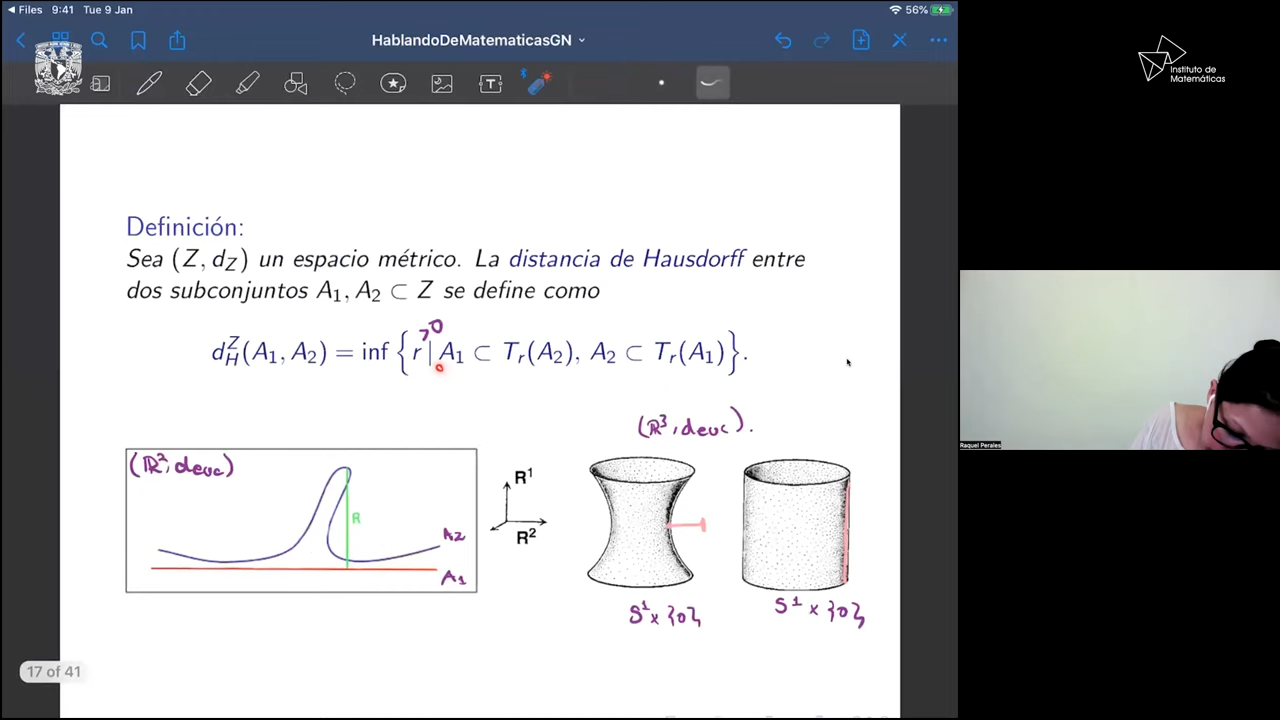 Files 9:41 Tue 9 Jan 56%
HablandoDeMatematicasGN
Instituto de
Matemáticas
Definición:
Sea (Z, d_Z) un espacio métrico. La distancia de Hausdorff entre
dos subconjuntos A₁, A₂ ⊂ Z se define como
>0
d_H^Z(A₁, A₂) = inf { r | A₁ ⊂ T_r(A₂), A₂ ⊂ T_r(A₁) }.
(ℝ³, deuc).
(ℝ², deuc)
R
A2
A1
R¹
R²
S¹ x {0}
S¹ x {0}
Raquel Perales
17 of 41